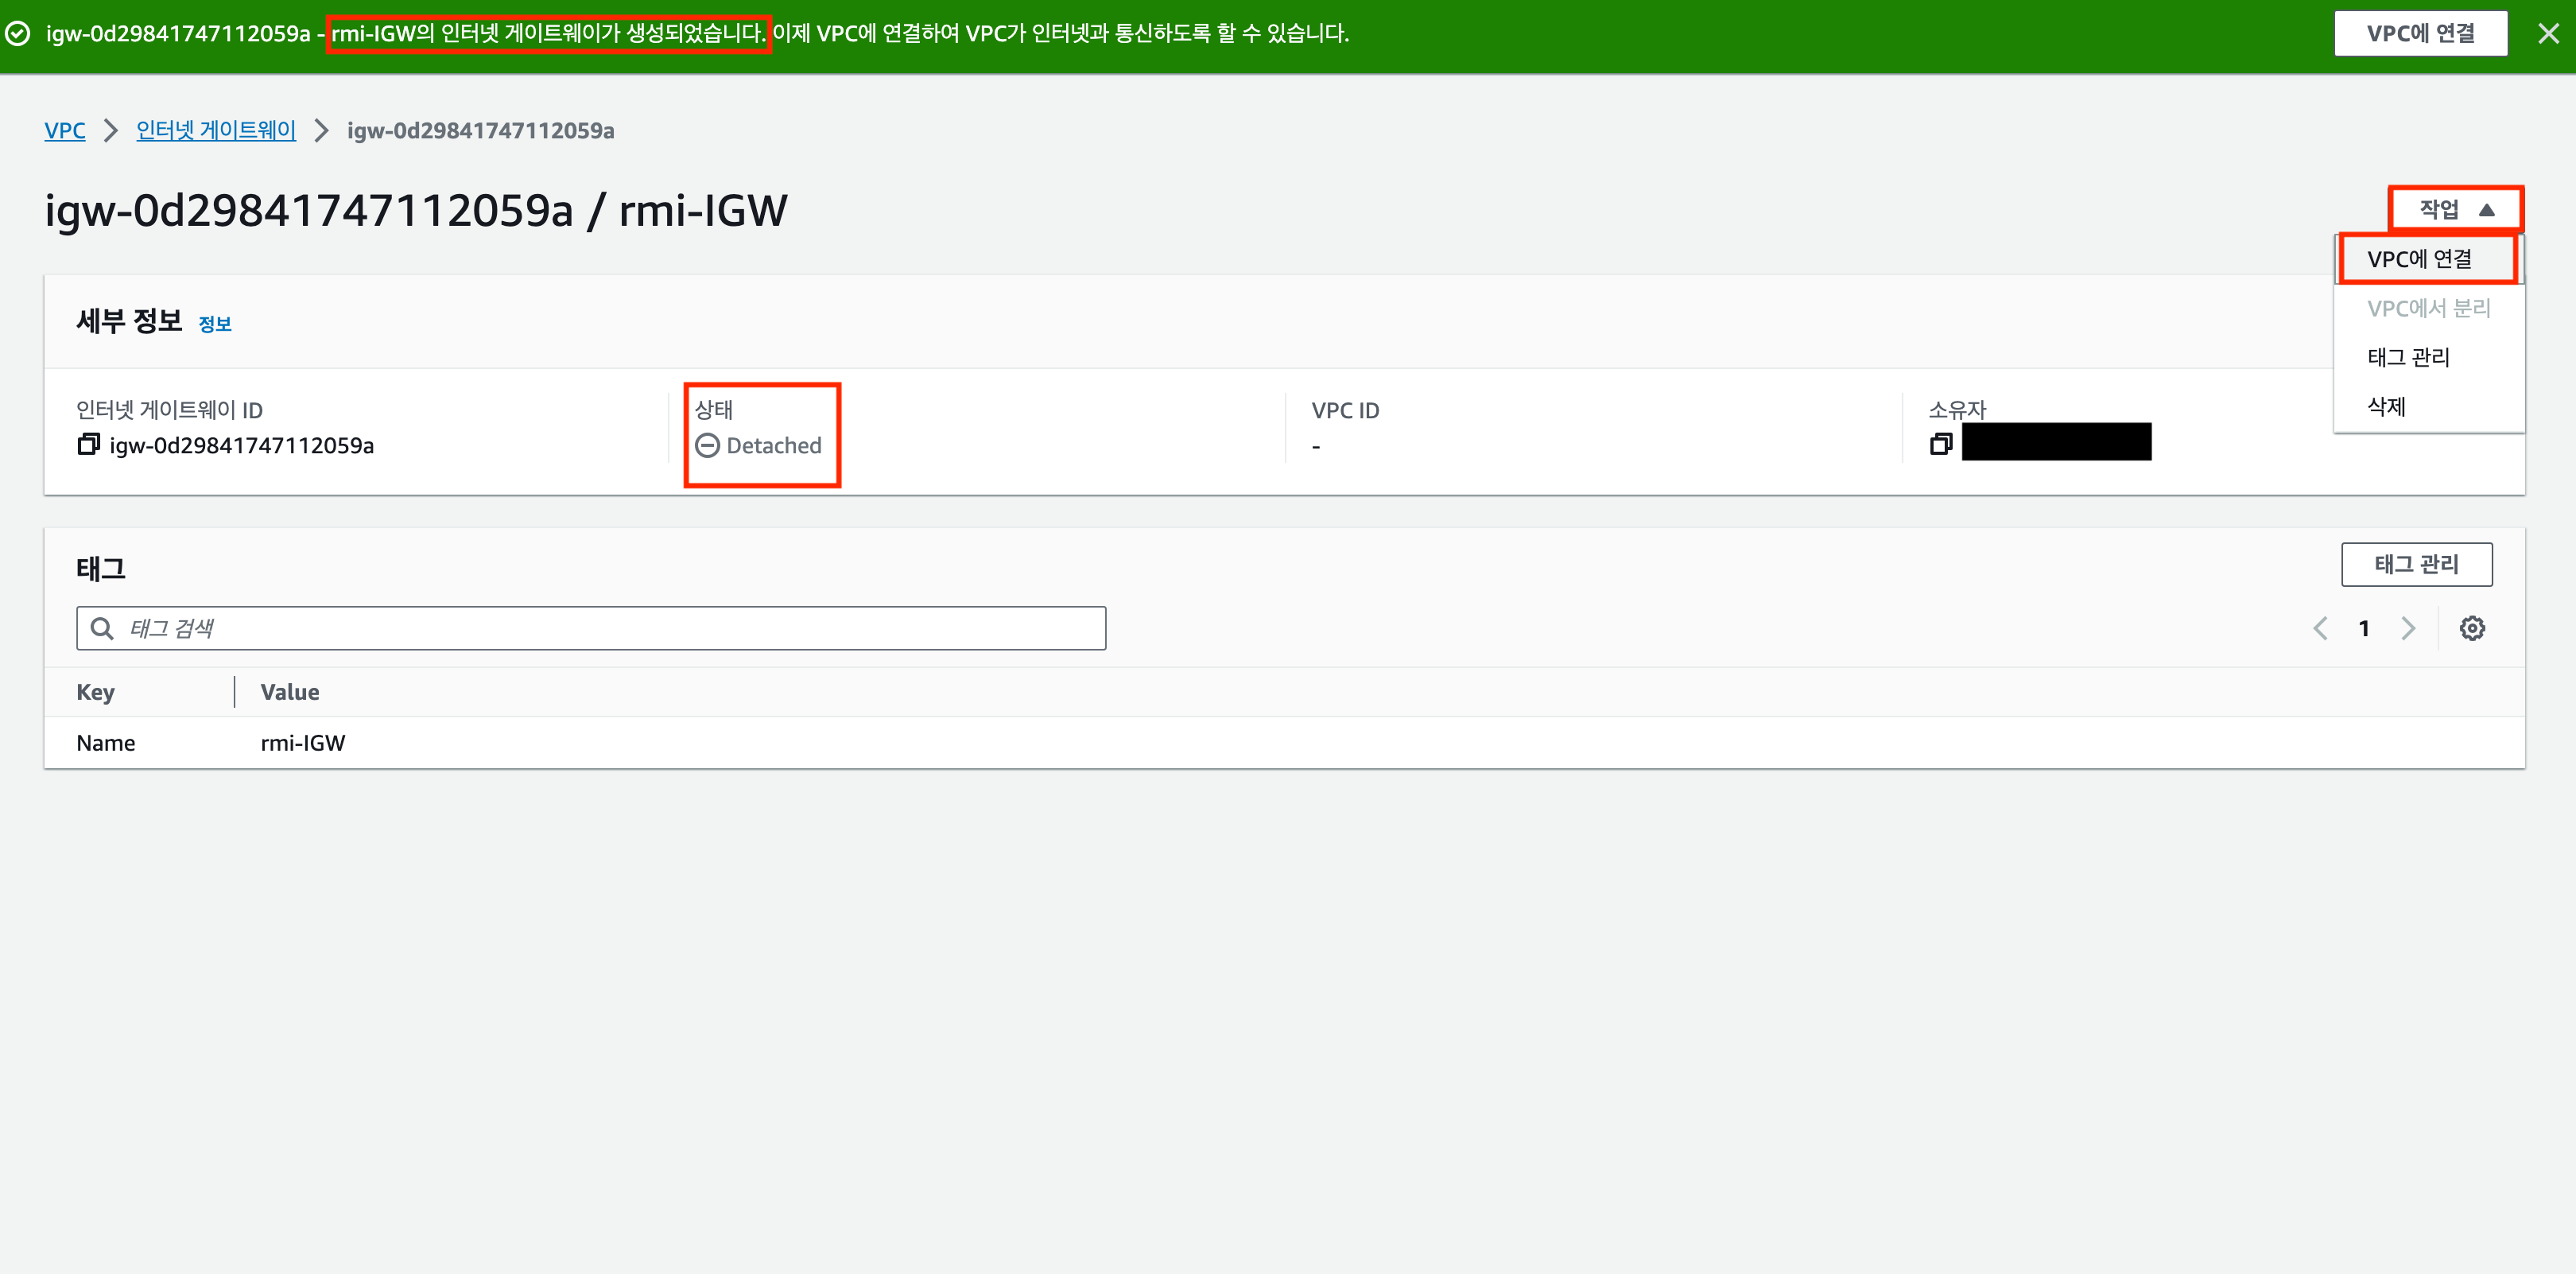 igw-0d29841747112059a - rmi-IGW의 인터넷 게이트웨이가 생성되었습니다. 이제 VPC에 연결하여 VPC가 인터넷과 통신하도록 할 수 있습니다.
VPC에 연결
VPC
인터넷 게이트웨이
igw-0d29841747112059a
igw-0d29841747112059a / rmi-IGW
작업
VPC에 연결
VPC에서 분리
태그 관리
삭제
세부 정보 정보
인터넷 게이트웨이 ID
igw-0d29841747112059a
상태
Detached
VPC ID
-
소유자
태그
태그 관리
태그 검색
1
Key Value
Name rmi-IGW